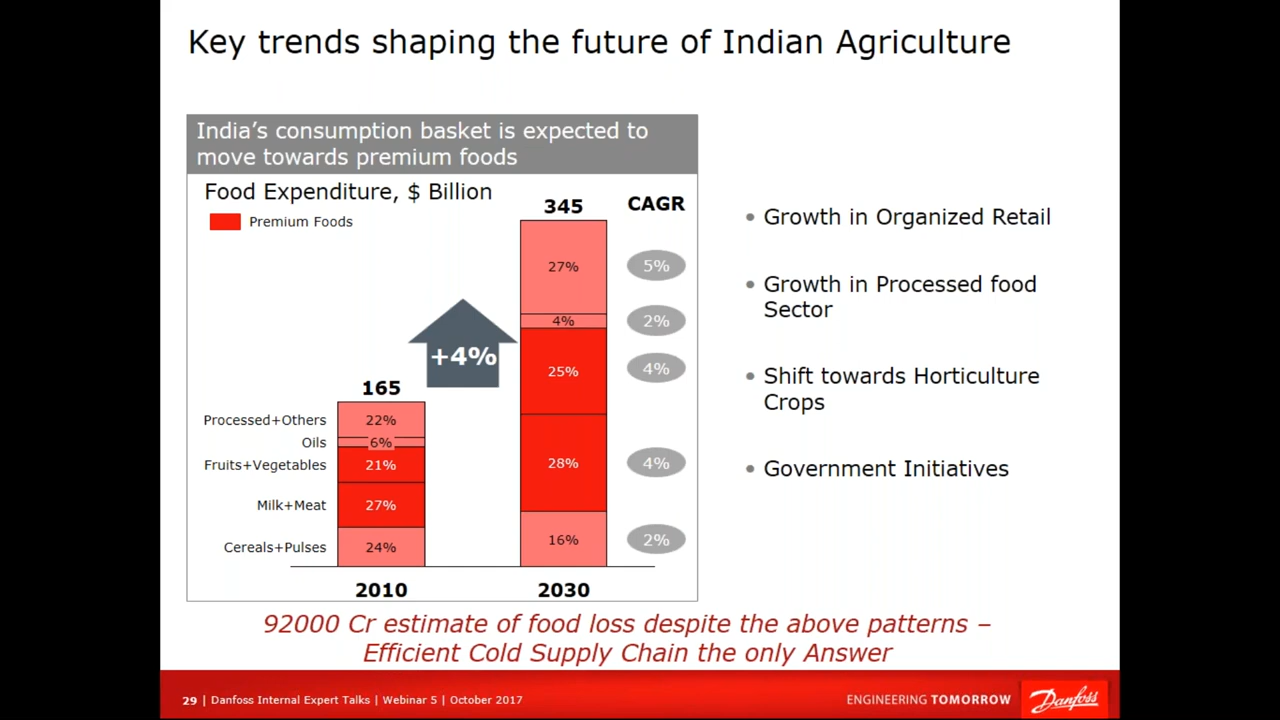 Key trends shaping the future of Indian Agriculture
India’s consumption basket is expected to
move towards premium foods
Food Expenditure, $ Billion
Premium Foods
CAGR
345
27%
5%
4%
2%
+4%
25%
4%
165
Processed+Others
22%
Oils
6%
Fruits+Vegetables
21%
28%
4%
Milk+Meat
27%
Cereals+Pulses
24%
16%
2%
2010
2030
• Growth in Organized Retail
• Growth in Processed food
Sector
• Shift towards Horticulture
Crops
• Government Initiatives
92000 Cr estimate of food loss despite the above patterns –
Efficient Cold Supply Chain the only Answer
29 | Danfoss Internal Expert Talks | Webinar 5 | October 2017
ENGINEERING TOMORROW
Danfoss